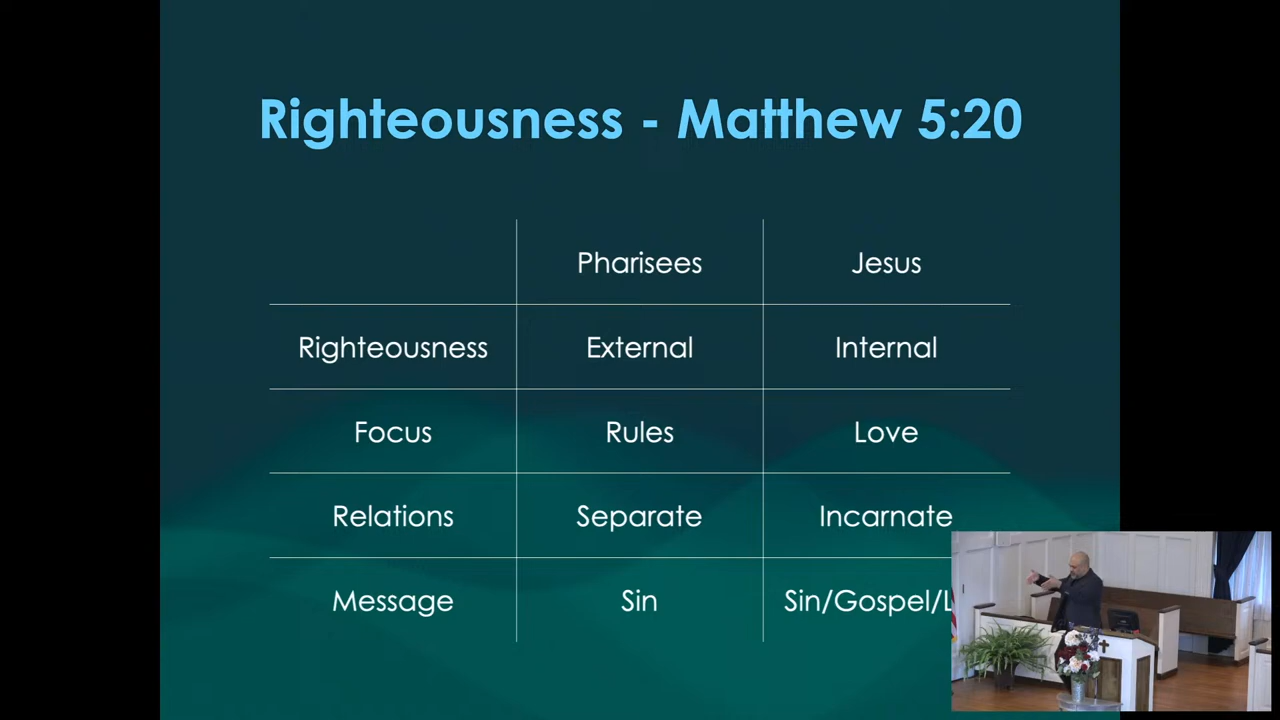 Righteousness - Matthew 5:20
Pharisees Jesus
Righteousness External Internal
Focus Rules Love
Relations Separate Incarnate
Message Sin Sin/Gospel/